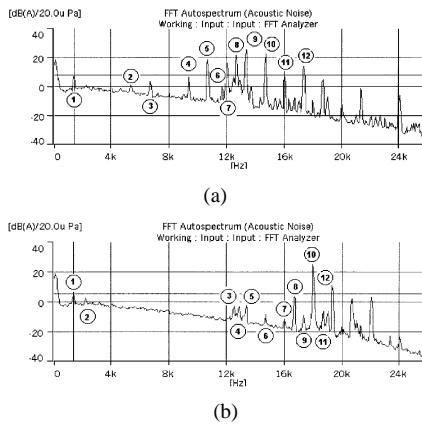 [dB(A)/20.0u Pa] FFT Autospectrum (Acoustic Noise)
Working : Input : Input : FFT Analyzer
40
20
0
-20
-40
1 2 3 4 5 6 7 8 9 10 11 12
0 4k 8k 12k 16k 20k 24k
[Hz]
(a)
[dB(A)/20.0u Pa] FFT Autospectrum (Acoustic Noise)
Working : Input : Input : FFT Analyzer
40
20
0
-20
-40
1 2 3 4 5 6 7 8 9 10 11 12
0 4k 8k 12k 16k 20k 24k
[Hz]
(b)